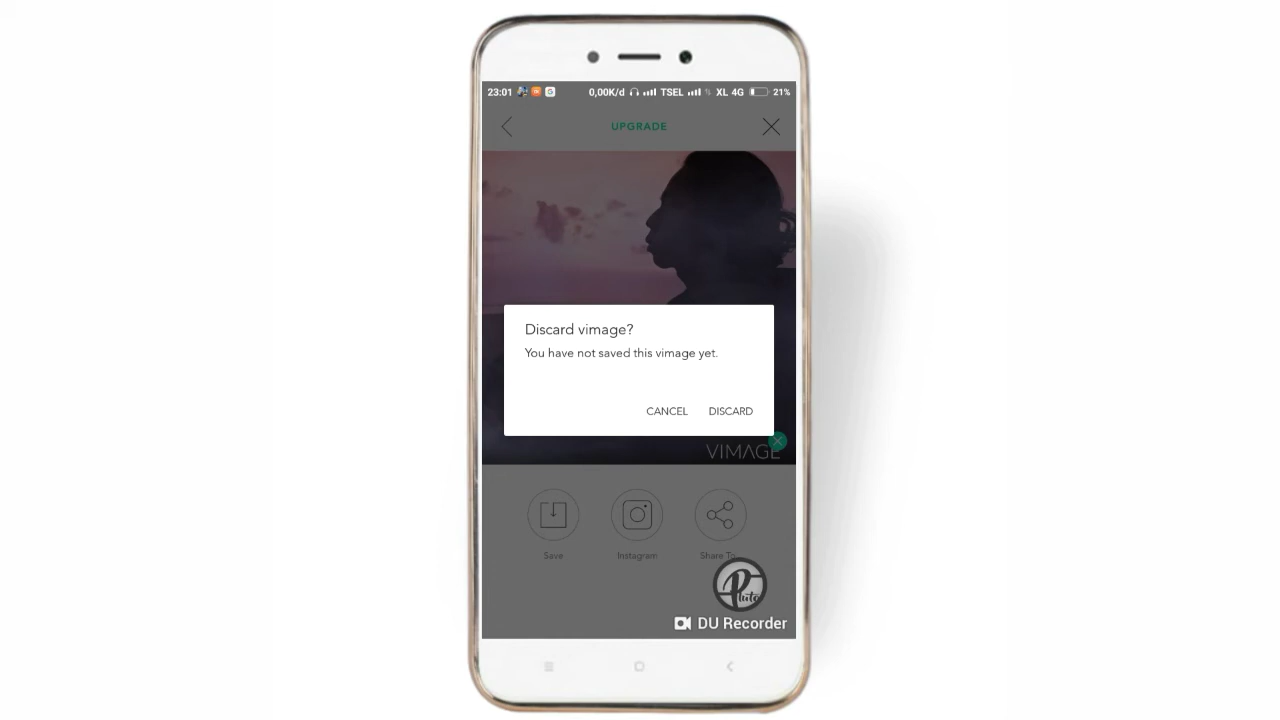 23:01 0,00K/d TSEL XL 4G 21%
UPGRADE
Discard vimage?
You have not saved this vimage yet.
CANCEL DISCARD
VIMAGE
Save Instagram Share To...
Pluto
DU Recorder